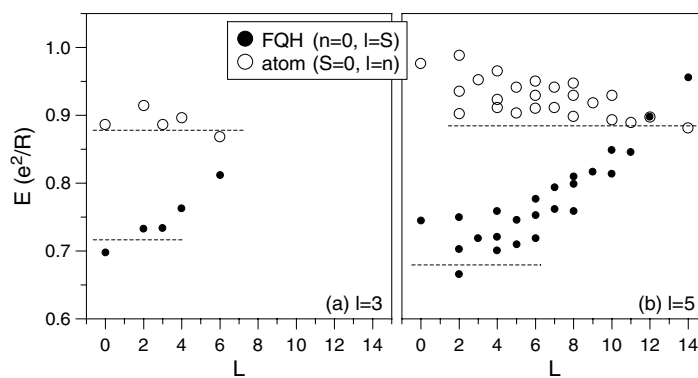 FQH (n=0, l=S)
atom (S=0, l=n)
1.0
0.9
0.8
0.7
0.6
E (e²/R)
(a) l=3
(b) l=5
0 2 4 6 8 10 12 14 0 2 4 6 8 10 12 14
L L